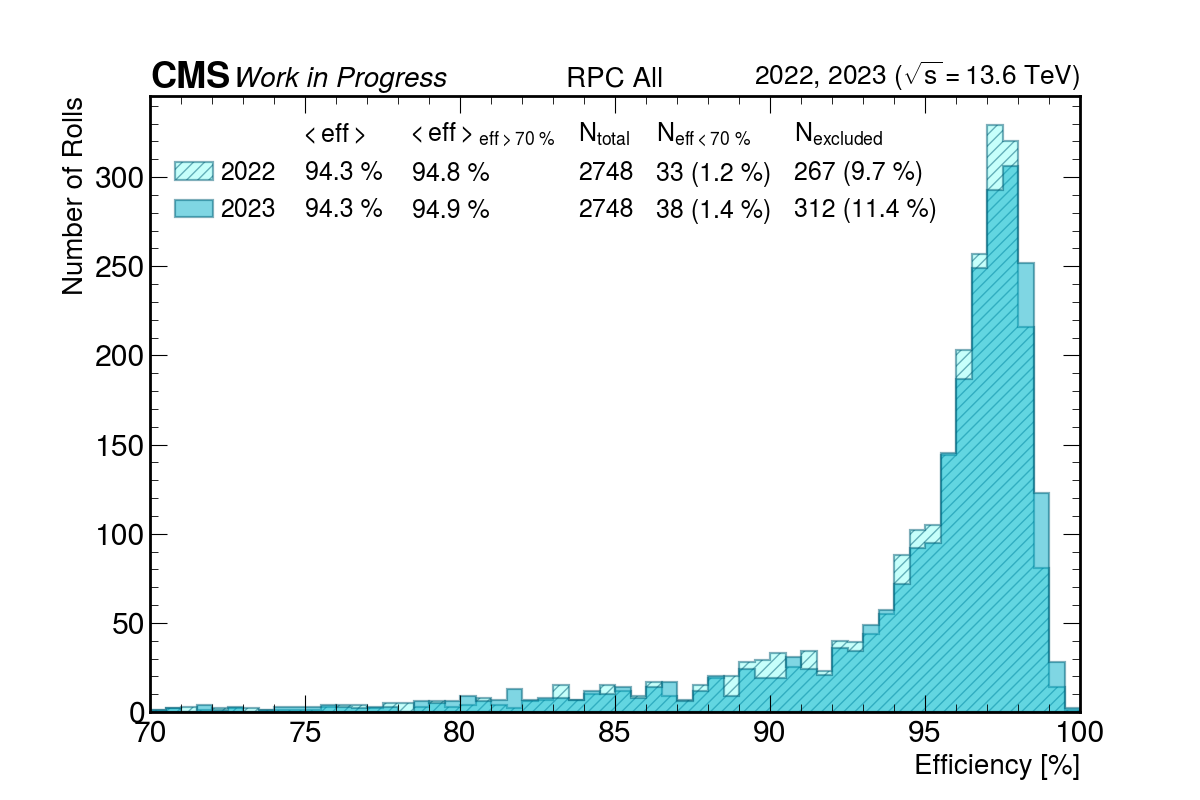 CMS Work in Progress RPC All 2022, 2023 (√s = 13.6 TeV)
Number of Rolls
< eff > < eff > eff > 70 % Ntotal Neff < 70 % Nexcluded
2022 94.3 % 94.8 % 2748 33 (1.2 %) 267 (9.7 %)
2023 94.3 % 94.9 % 2748 38 (1.4 %) 312 (11.4 %)
300
250
200
150
100
50
0
70 75 80 85 90 95 100
Efficiency [%]